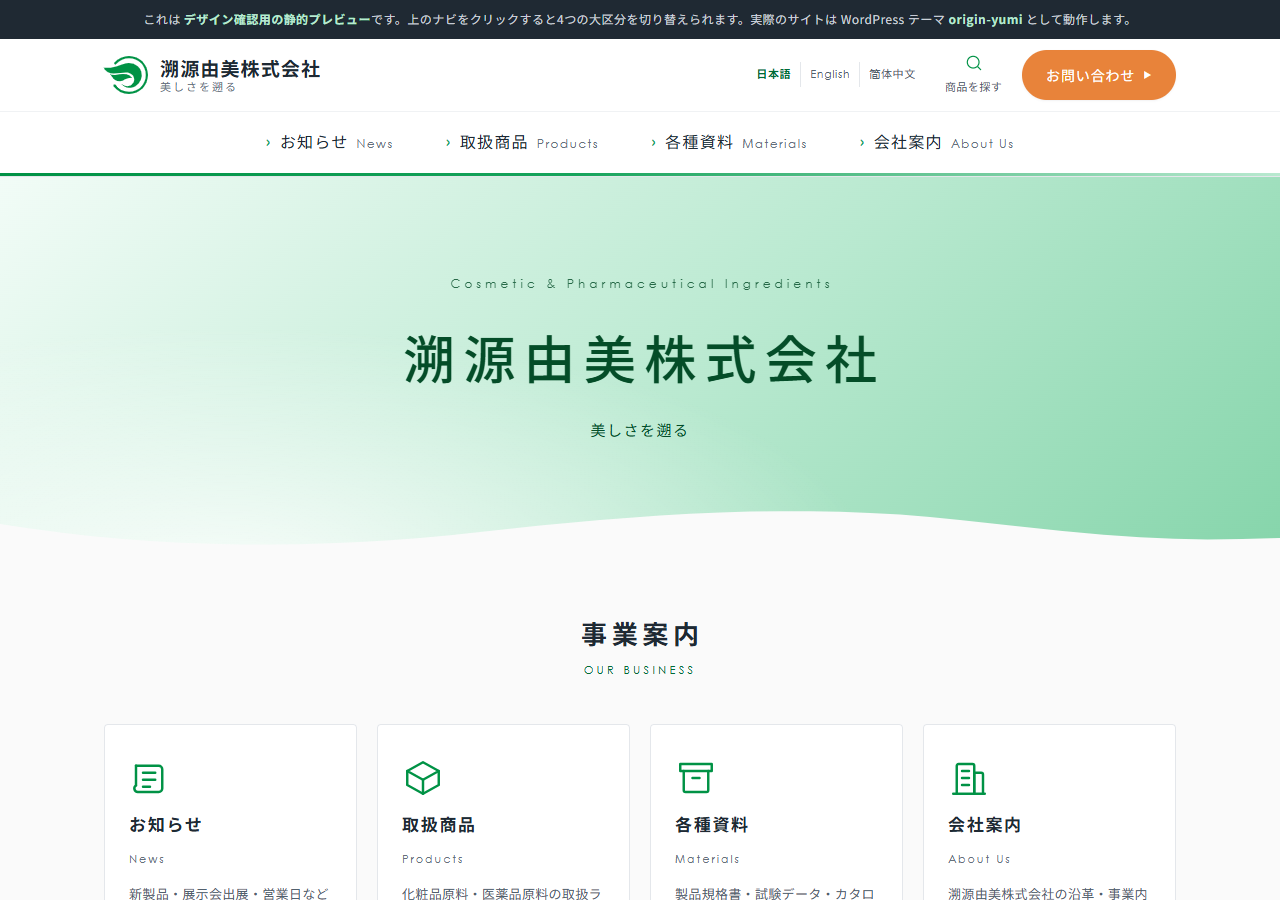 これは デザイン確認用の静的プレビューです。上のナビをクリックすると4つの大区分を切り替えられます。実際のサイトは WordPress テーマ origin-yumi として動作します。
溯源由美株式会社
美しさを溯る
日本語 English 简体中文
商品を探す
お問い合わせ
お知らせ News 取扱商品 Products 各種資料 Materials 会社案内 About Us
Cosmetic & Pharmaceutical Ingredients
溯源由美株式会社
美しさを溯る
事業案内
OUR BUSINESS
お知らせ
News
新製品・展示会出展・営業日など
取扱商品
Products
化粧品原料・医薬品原料の取扱ラ
各種資料
Materials
製品規格書・試験データ・カタロ
会社案内
About Us
溯源由美株式会社の沿革・事業内